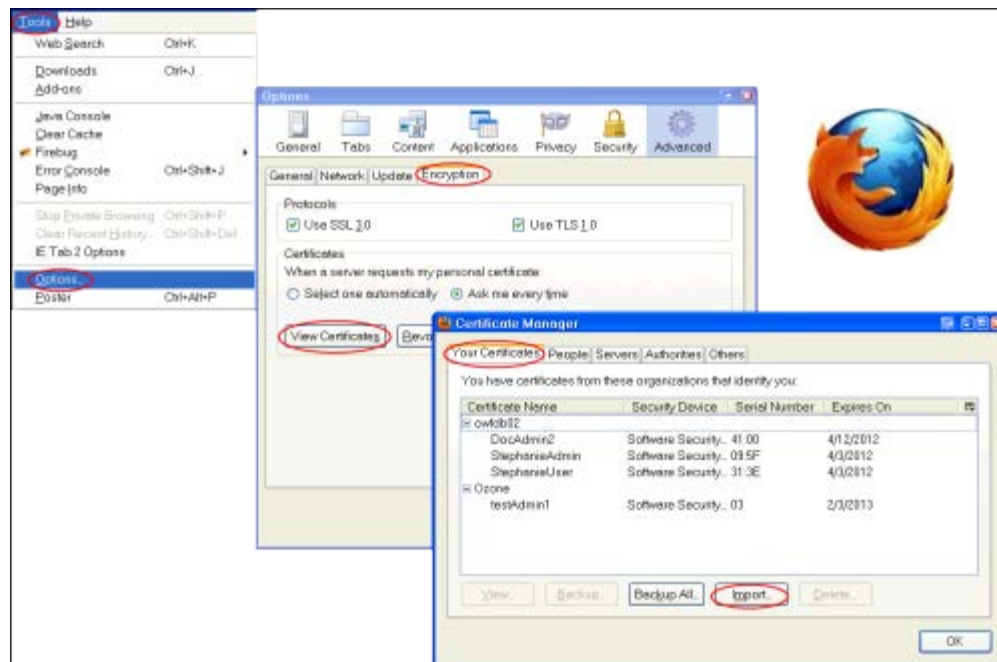 Tools Help
Web Search Ctrl+K
Downloads Ctrl+J
Add-ons
Java Console
Clear Cache
Firebug
Error Console Ctrl+Shift+J
Page Info
Stop Private Browsing Ctrl+Shift+P
Clear Recent History... Ctrl+Shift+Del
IE Tab 2 Options
Options...
Poster Ctrl+Alt+P
Options
General Tabs Content Applications Privacy Security Advanced
General Network Update Encryption
Protocols
Use SSL 3.0 Use TLS 1.0
Certificates
When a server requests my personal certificate
Select one automatically Ask me every time
View Certificates Revo
Certificate Manager
Your Certificates People Servers Authorities Others
You have certificates from these organizations that identify you:
Certificate Name Security Device Serial Number Expires On
owfdb02
DocAdmin2 Software Security... 41:00 4/12/2012
StephanieAdmin Software Security... 09:5F 4/3/2012
StephanieUser Software Security... 31:3E 4/3/2012
Ozone
testAdmin1 Software Security... 03 2/3/2013
View... Backup... Backup All... Import... Delete...
OK